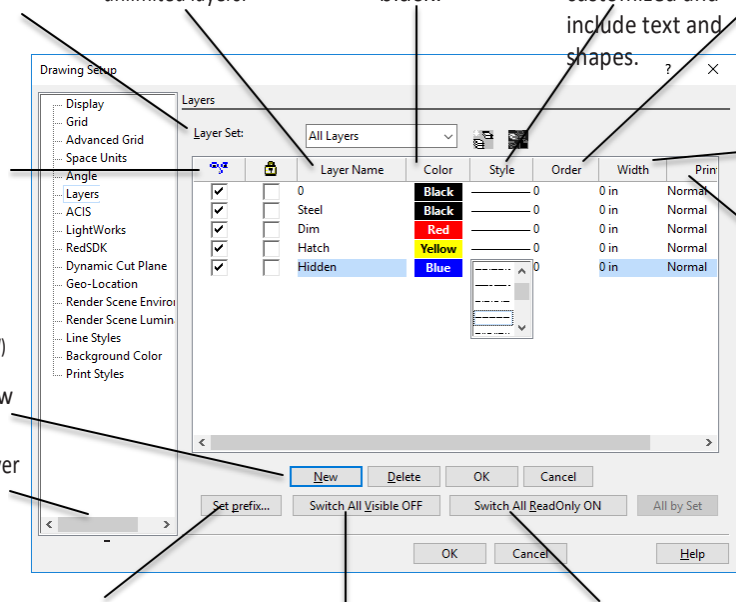 unlimited layers.
black.
customized and
include text and
shapes.
Drawing Setup
?
Display
Grid
Advanced Grid
Space Units
Angle
Layers
ACIS
LightWorks
RedSDK
Dynamic Cut Plane
Geo-Location
Render Scene Enviro
Render Scene Lumin
Line Styles
Background Color
Print Styles
Layers
Layer Set: All Layers
Layer Name Color Style Order Width Prin
0 Black 0 0 in Normal
Steel Black 0 0 in Normal
Dim Red 0 0 in Normal
Hatch Yellow 0 0 in Normal
Hidden Blue 0 0 in Normal
New Delete OK Cancel
Set prefix... Switch All Visible OFF Switch All ReadOnly ON All by Set
OK Cancel Help